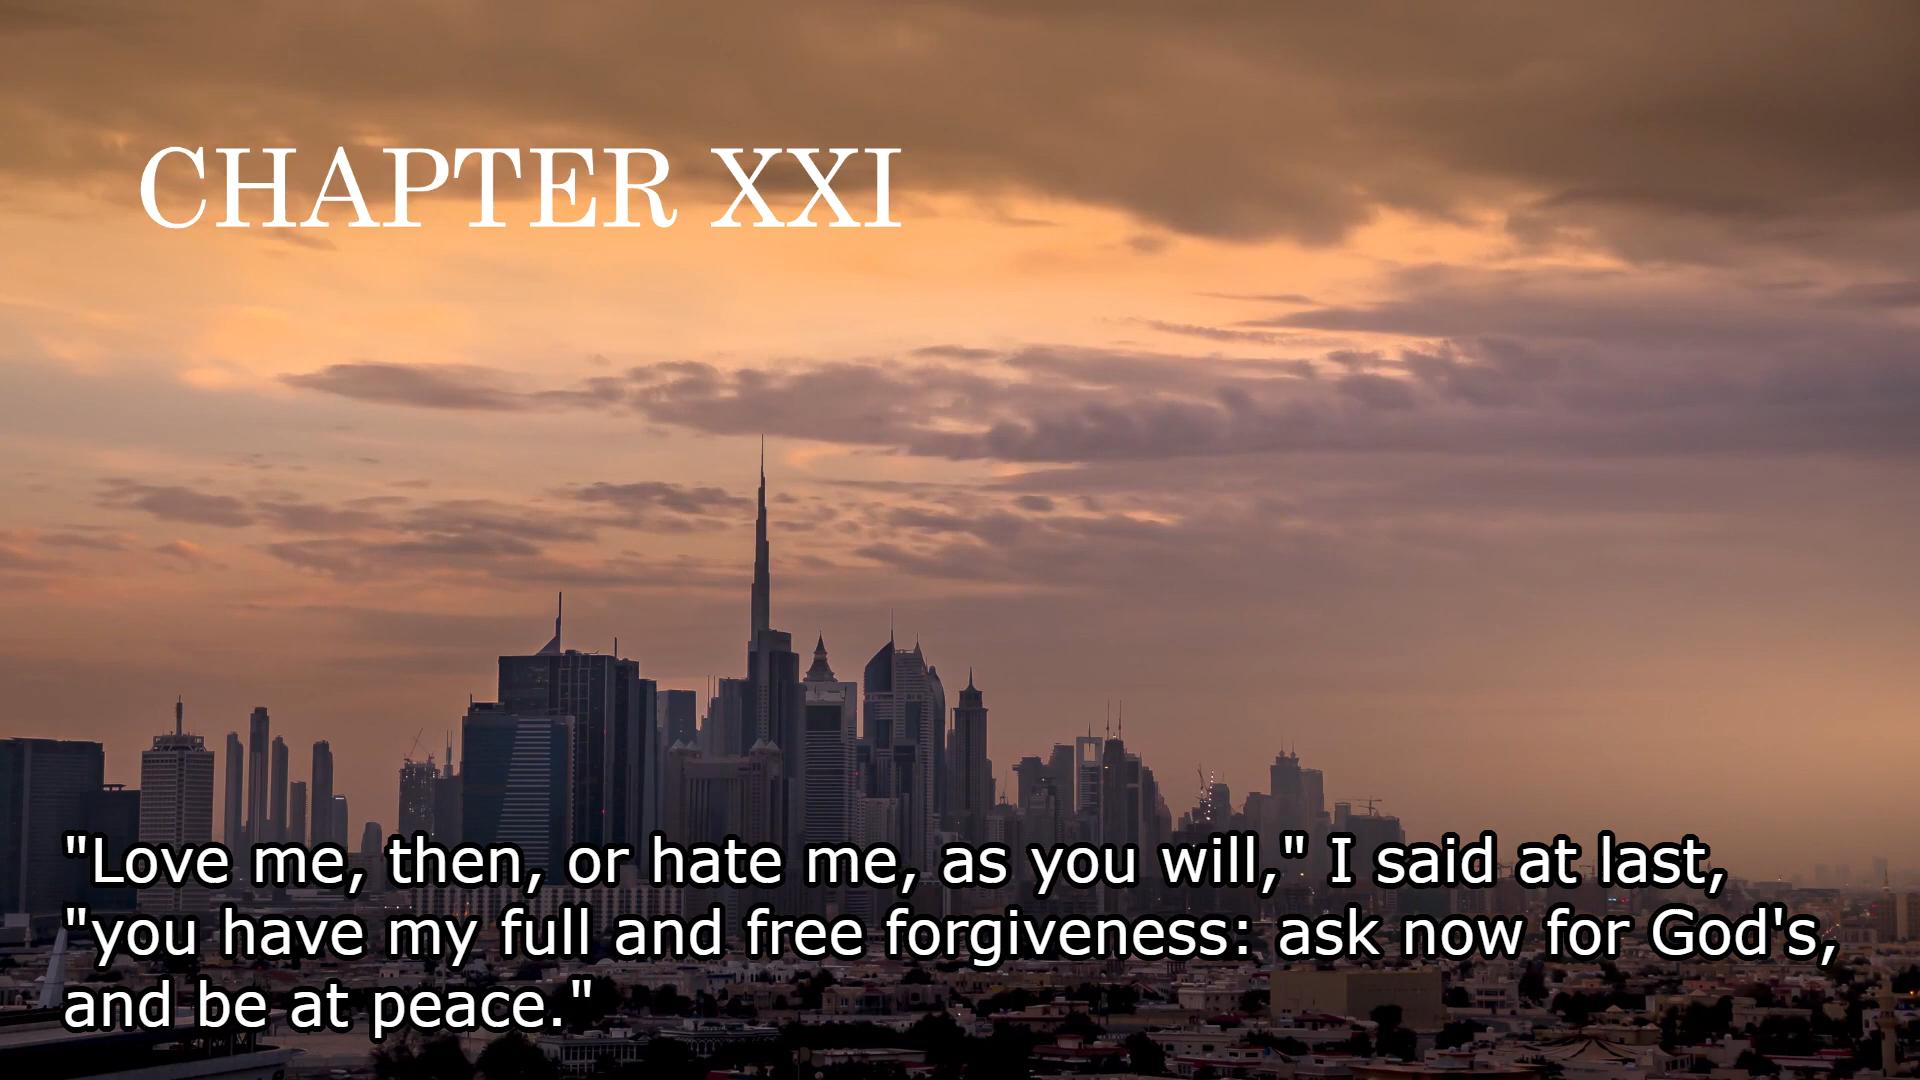 CHAPTER XXI
"Love me, then, or hate me, as you will," I said at last,
"you have my full and free forgiveness: ask now for God's,
and be at peace."